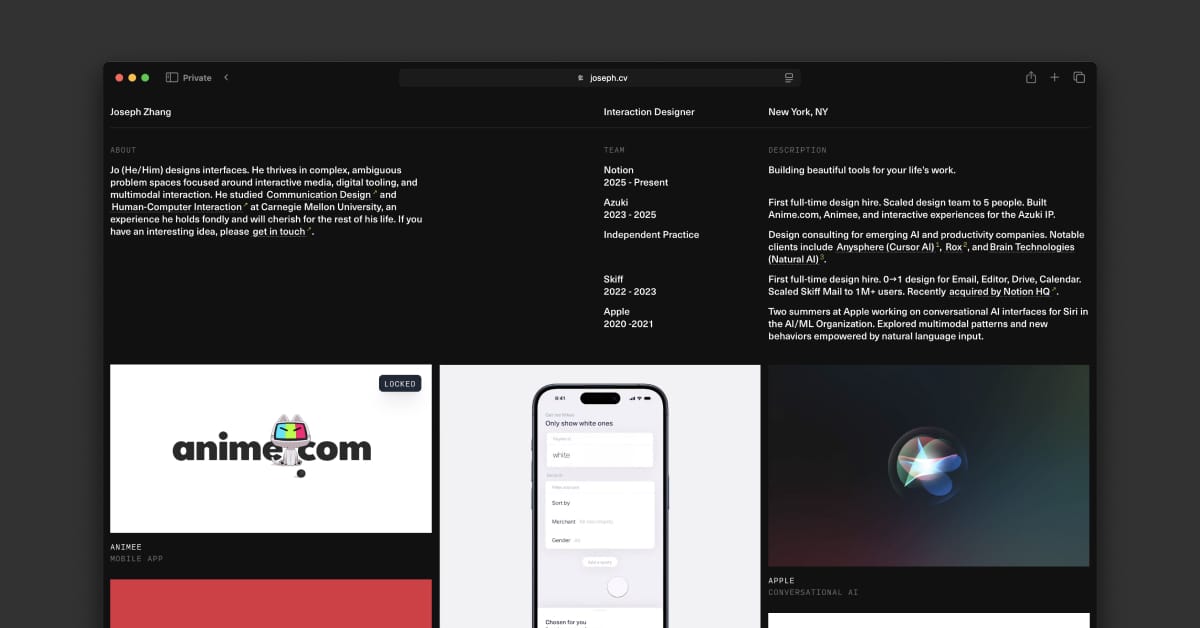 Private
joseph.cv
Joseph Zhang
Interaction Designer
New York, NY
ABOUT
Jo (He/Him) designs interfaces. He thrives in complex, ambiguous
problem spaces focused around interactive media, digital tooling, and
multimodal interaction. He studied Communication Design↗ and
Human-Computer Interaction↗ at Carnegie Mellon University, an
experience he holds fondly and will cherish for the rest of his life. If you
have an interesting idea, please get in touch↗.
TEAM
DESCRIPTION
Notion
2025 - Present
Building beautiful tools for your life's work.
Azuki
2023 - 2025
First full-time design hire. Scaled design team to 5 people. Built
Anime.com, Animee, and interactive experiences for the Azuki IP.
Independent Practice
Design consulting for emerging AI and productivity companies. Notable
clients include Anysphere (Cursor AI)¹, Rox², and Brain Technologies
(Natural AI)³.
Skiff
2022 - 2023
First full-time design hire. 0→1 design for Email, Editor, Drive, Calendar.
Scaled Skiff Mail to 1M+ users. Recently acquired by Notion HQ↗.
Apple
2020 -2021
Two summers at Apple working on conversational AI interfaces for Siri in
the AI/ML Organization. Explored multimodal patterns and new
behaviors empowered by natural language input.
LOCKED
anime.com
ANIMEE
MOBILE APP
9:41
Only show white ones
Keyword
white
Sort by
Merchant
Gender
Chosen for you
APPLE
CONVERSATIONAL AI